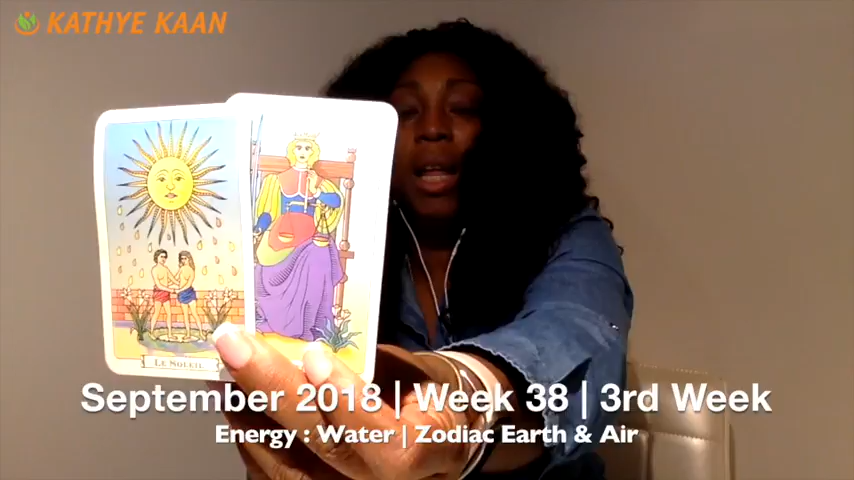 KATHYE KAAN
LE SOLEIL
September 2018 | Week 38 | 3rd Week
Energy : Water | Zodiac Earth & Air